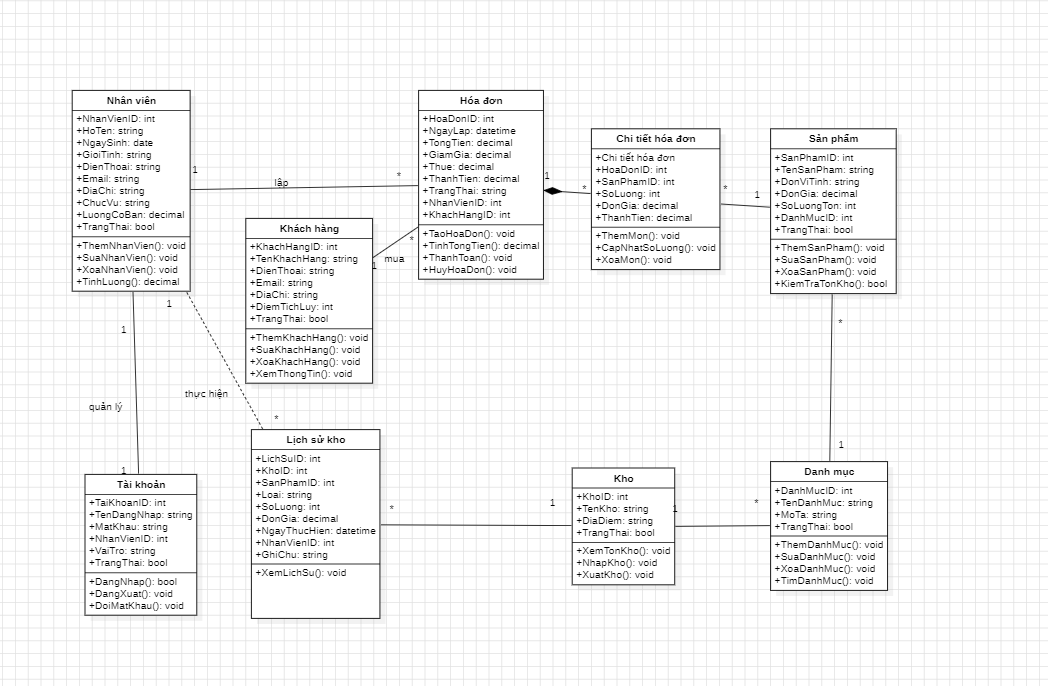 Nhân viên
+NhanVienID: int
+HoTen: string
+NgaySinh: date
+GioiTinh: string
+DienThoai: string
+Email: string
+DiaChi: string
+ChucVu: string
+LuongCoBan: decimal
+TrangThai: bool
+ThemNhanVien(): void
+SuaNhanVien(): void
+XoaNhanVien(): void
+TinhLuong(): decimal
1
lập
*
Hóa đơn
+HoaDonID: int
+NgayLap: datetime
+TongTien: decimal
+GiamGia: decimal
+Thue: decimal
+ThanhTien: decimal
+TrangThai: string
+NhanVienID: int
+KhachHangID: int
+TaoHoaDon(): void
+TinhTongTien(): decimal
+ThanhToan(): void
+HuyHoaDon(): void
1
*
Chi tiết hóa đơn
+Chi tiết hóa đơn
+HoaDonID: int
+SanPhamID: int
+SoLuong: int
+DonGia: decimal
+ThanhTien: decimal
+ThemMon(): void
+CapNhatSoLuong(): void
+XoaMon(): void
*
1
Sản phẩm
+SanPhamID: int
+TenSanPham: string
+DonViTinh: string
+DonGia: decimal
+SoLuongTon: int
+DanhMucID: int
+TrangThai: bool
+ThemSanPham(): void
+SuaSanPham(): void
+XoaSanPham(): void
+KiemTraTonKho(): bool
Khách hàng
+KhachHangID: int
+TenKhachHang: string
+DienThoai: string
+Email: string
+DiaChi: string
+DiemTichLuy: int
+TrangThai: bool
+ThemKhachHang(): void
+SuaKhachHang(): void
+XoaKhachHang(): void
+XemThongTin(): void
1
mua
*
1
1
quản lý
1
thực hiện
*
*
1
Tài khoản
+TaiKhoanID: int
+TenDangNhap: string
+MatKhau: string
+NhanVienID: int
+VaiTro: string
+TrangThai: bool
+DangNhap(): bool
+DangXuat(): void
+DoiMatKhau(): void
Lịch sử kho
+LichSuID: int
+KhoID: int
+SanPhamID: int
+Loai: string
+SoLuong: int
+DonGia: decimal
+NgayThucHien: datetime
+NhanVienID: int
+GhiChu: string
+XemLichSu(): void
*
1
Kho
+KhoID: int
+TenKho: string
+DiaDiem: string
+TrangThai: bool
+XemTonKho(): void
+NhapKho(): void
+XuatKho(): void
1
*
Danh mục
+DanhMucID: int
+TenDanhMuc: string
+MoTa: string
+TrangThai: bool
+ThemDanhMuc(): void
+SuaDanhMuc(): void
+XoaDanhMuc(): void
+TimDanhMuc(): void